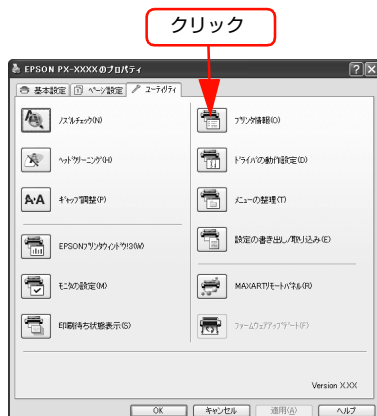 クリック
EPSON PX-XXXXのプロパティ
基本設定 ページ設定 ユーティリティ
ノズルチェック(N)
プリンタ情報(O)
ヘッドクリーニング(H)
ドライバの動作設定(D)
ギャップ調整(P)
メニューの整理(T)
EPSONプリンタウィンドウ!3(W)
設定の書き出し/取り込み(E)
モニタの設定(M)
MAXARTリモートパネル(R)
印刷待ち状態表示(S)
ファームウェアアップデート(F)
Version X.XX
OK キャンセル 適用(A) ヘルプ